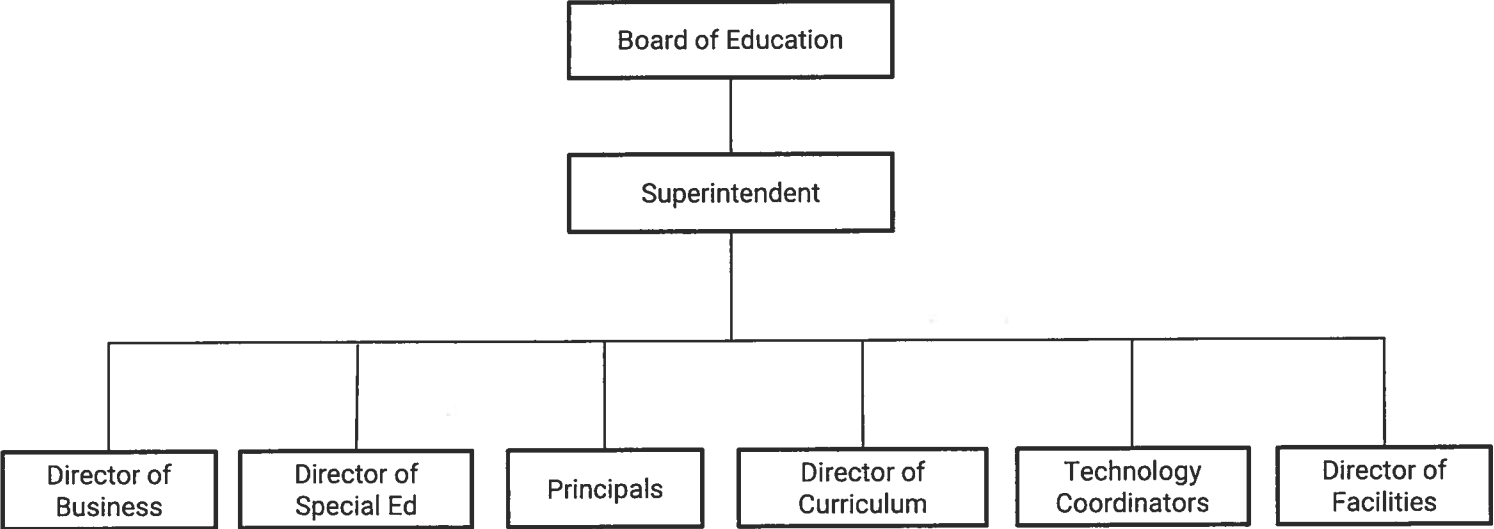 Board of Education
Superintendent
Director of
Business
Director of
Special Ed
Principals
Director of
Curriculum
Technology
Coordinators
Director of
Facilities